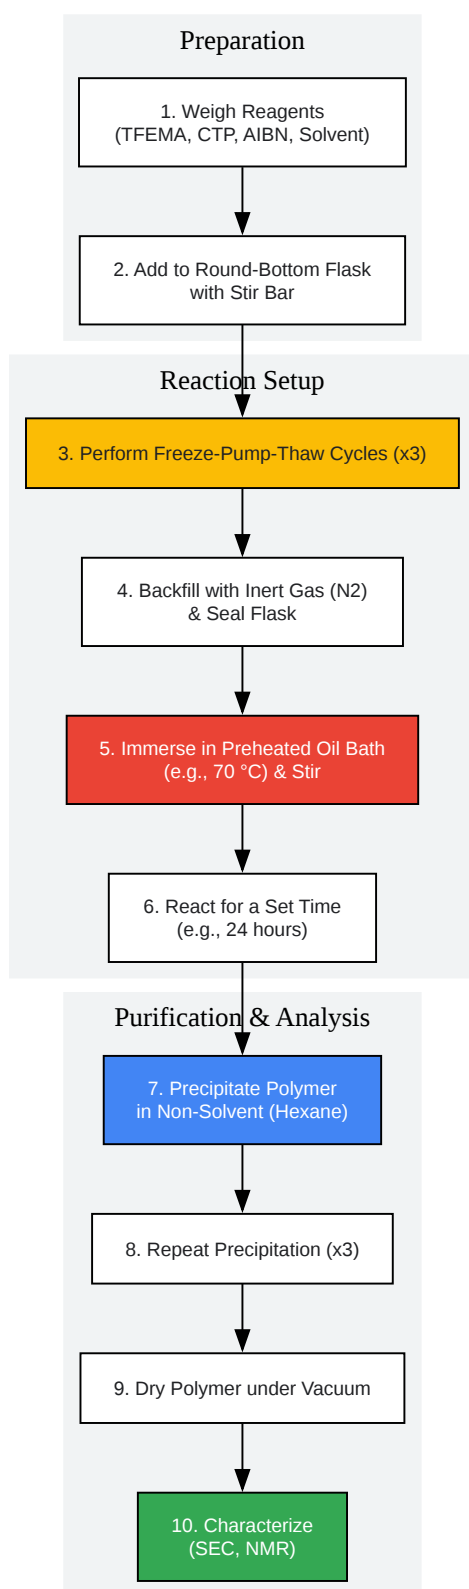 Preparation
1. Weigh Reagents
(TFEMA, CTP, AIBN, Solvent)
2. Add to Round-Bottom Flask
with Stir Bar
Reaction Setup
3. Perform Freeze-Pump-Thaw Cycles (x3)
4. Backfill with Inert Gas (N2)
& Seal Flask
5. Immerse in Preheated Oil Bath
(e.g., 70 °C) & Stir
6. React for a Set Time
(e.g., 24 hours)
Purification & Analysis
7. Precipitate Polymer
in Non-Solvent (Hexane)
8. Repeat Precipitation (x3)
9. Dry Polymer under Vacuum
10. Characterize
(SEC, NMR)